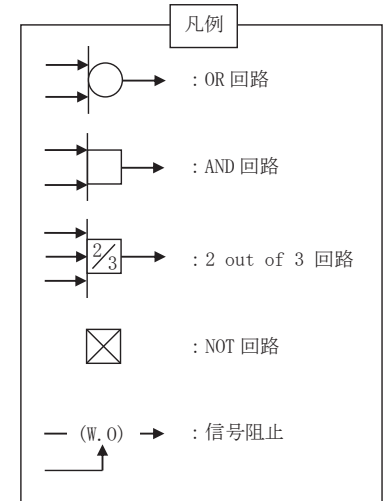 凡例
：OR 回路
：AND 回路
2/3
：2 out of 3 回路
：NOT 回路
(W.O)
：信号阻止